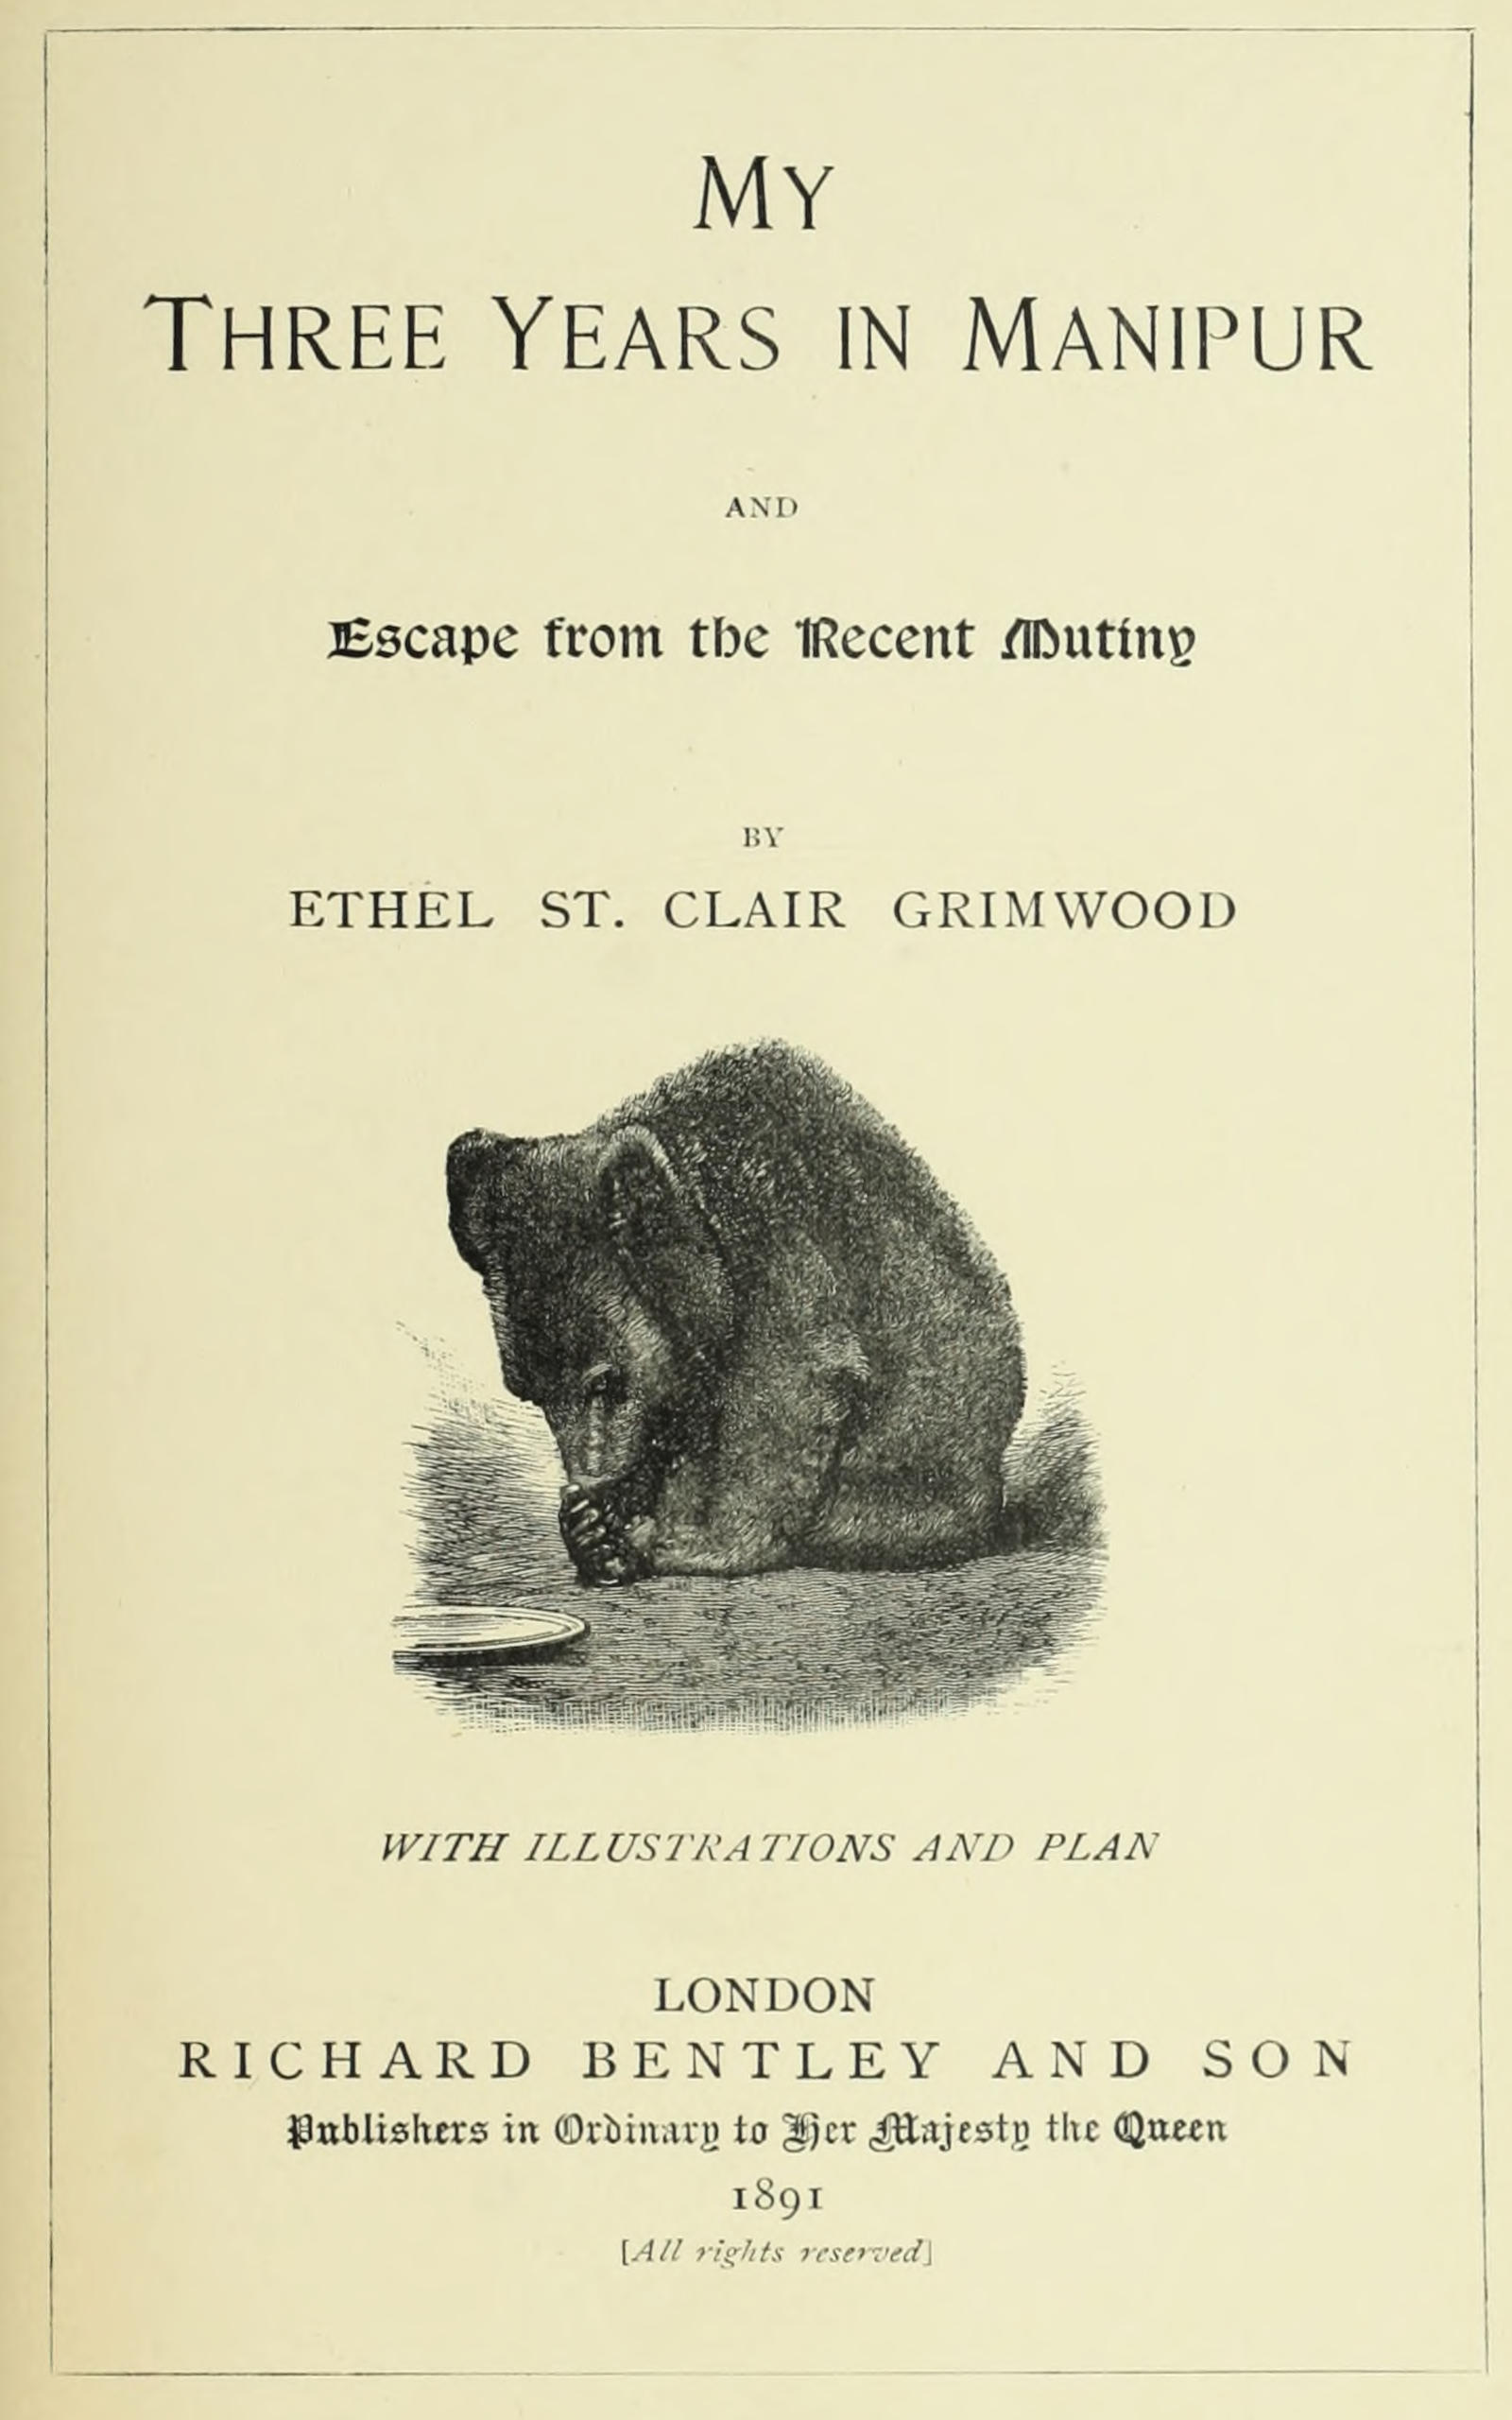 MY
THREE YEARS IN MANIPUR
AND
Escape from the Recent Mutiny
BY
ETHEL ST. CLAIR GRIMWOOD
WITH ILLUSTRATIONS AND PLAN
LONDON
RICHARD BENTLEY AND SON
Publishers in Ordinary to Her Majesty the Queen
1891
[All rights reserved]